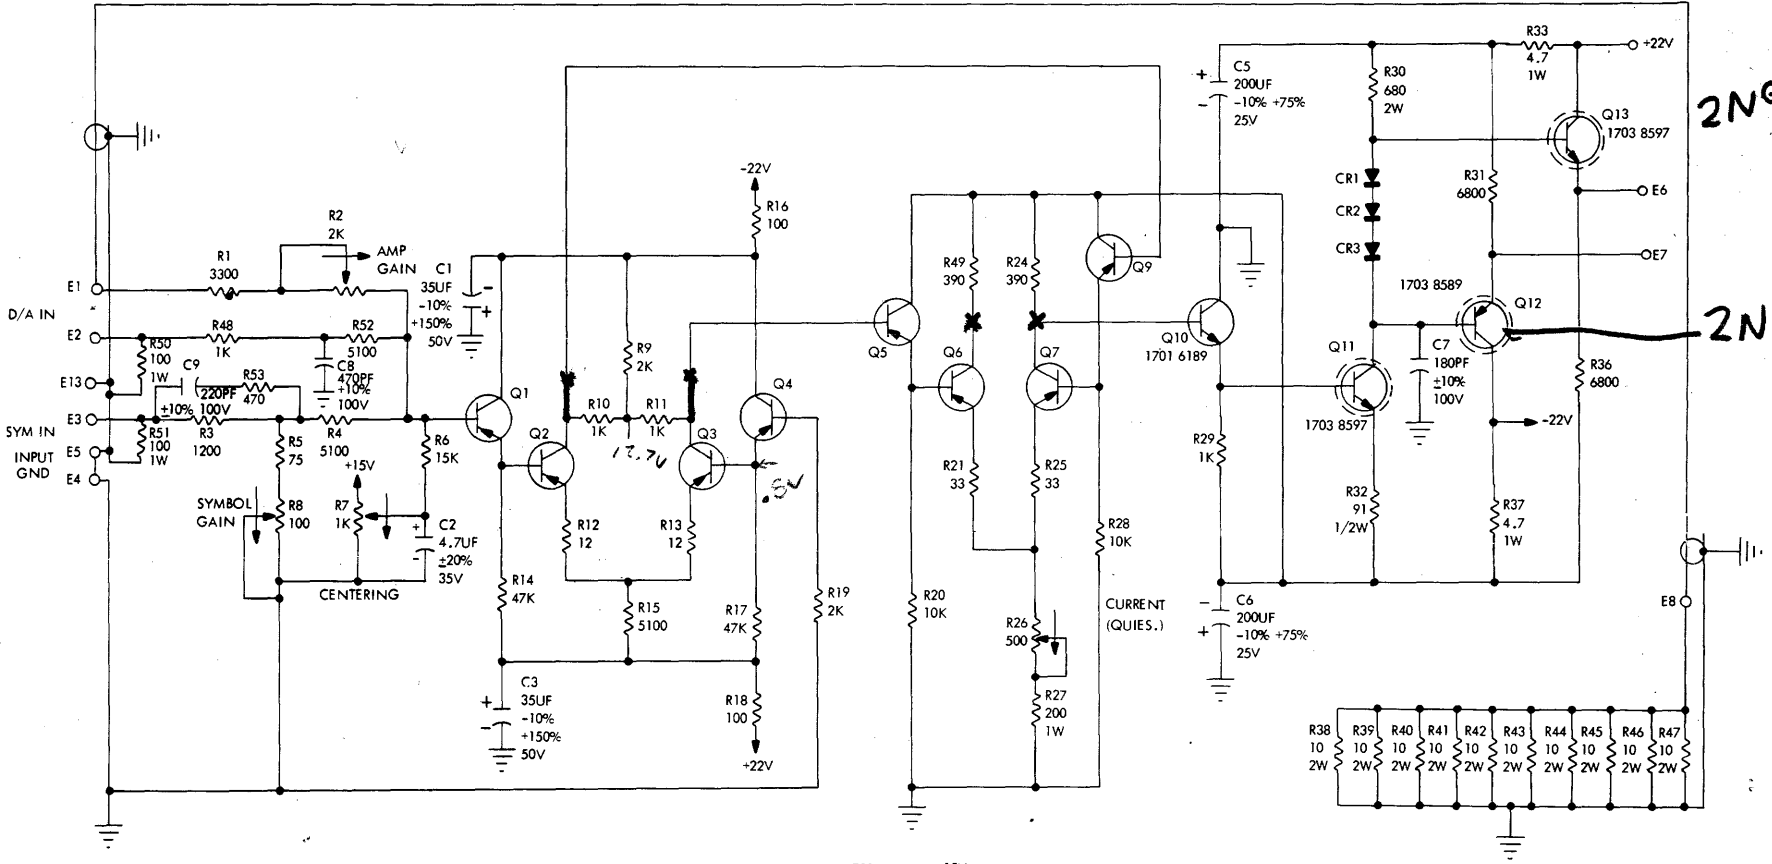 R33
4.7
1W
+22V
C5
200UF
-10% +75%
25V
+
-
R30
680
2W
Q13
1703 8597
2N
CR1
CR2
CR3
R31
6800
E6
E7
-22V
R16
100
R2
2K
AMP
GAIN
R1
3300
E1
D/A IN
C1
35UF
-10%
+150%
50V
-
+
R49
390
R24
390
Q9
1703 8589
Q12
2N
E2
R48
1K
R52
5100
R50
100
1W
C8
470PF
+10%
100V
R9
2K
Q5
Q6
Q7
Q10
1701 6189
Q11
C7
180PF
±10%
100V
R36
6800
E13
C9
220PF
±10%
100V
R53
470
Q1
Q4
E3
SYM IN
R51
100
1W
R3
1200
R4
5100
R5
75
R6
15K
R10
1K
R11
1K
Q2
Q3
.8V
1703 8597
-22V
E5
INPUT
GND
E4
+15V
R29
1K
R21
33
R25
33
SYMBOL
GAIN
R8
100
R7
1K
+
-
C2
4.7UF
±20%
35V
CENTERING
R12
12
R13
12
R28
10K
R32
91
1/2W
R37
4.7
1W
R14
47K
R15
5100
R17
47K
R19
2K
R20
10K
R26
500
CURRENT
(QUIES.)
-
+
C6
200UF
-10% +75%
25V
E8
+
-
C3
35UF
-10%
+150%
50V
R18
100
+22V
R27
200
1W
R38 R39 R40 R41 R42 R43 R44 R45 R46 R47
10 10 10 10 10 10 10 10 10 10
2W 2W 2W 2W 2W 2W 2W 2W 2W 2W